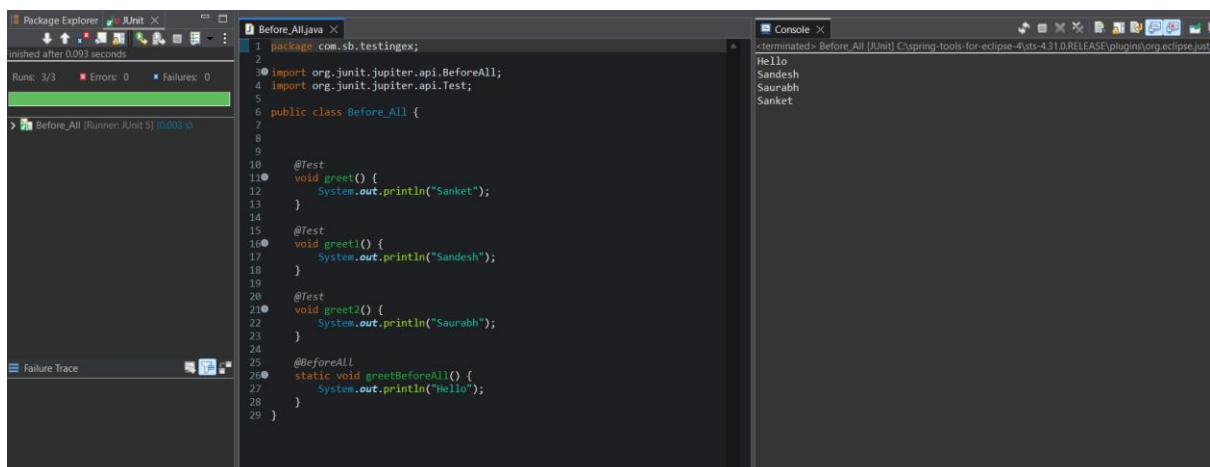 Package Explorer JUnit
Finished after 0.093 seconds
Runs: 3/3 Errors: 0 Failures: 0
Before_All [Runner: JUnit 5] (0.003 s)
Failure Trace
Before_All.java
1 package com.sb.testingex;
2
3 import org.junit.jupiter.api.BeforeAll;
4 import org.junit.jupiter.api.Test;
5
6 public class Before_All {
7
8
9
10 @Test
11 void greet() {
12 System.out.println("Sanket");
13 }
14
15 @Test
16 void greet1() {
17 System.out.println("Sandesh");
18 }
19
20 @Test
21 void greet2() {
22 System.out.println("Saurabh");
23 }
24
25 @BeforeAll
26 static void greetBeforeAll() {
27 System.out.println("Hello");
28 }
29 }
Console
<terminated> Before_All [JUnit] C:\spring-tools-for-eclipse-4\sts-4.31.0.RELEASE\plugins\org.eclipse.just
Hello
Sandesh
Saurabh
Sanket